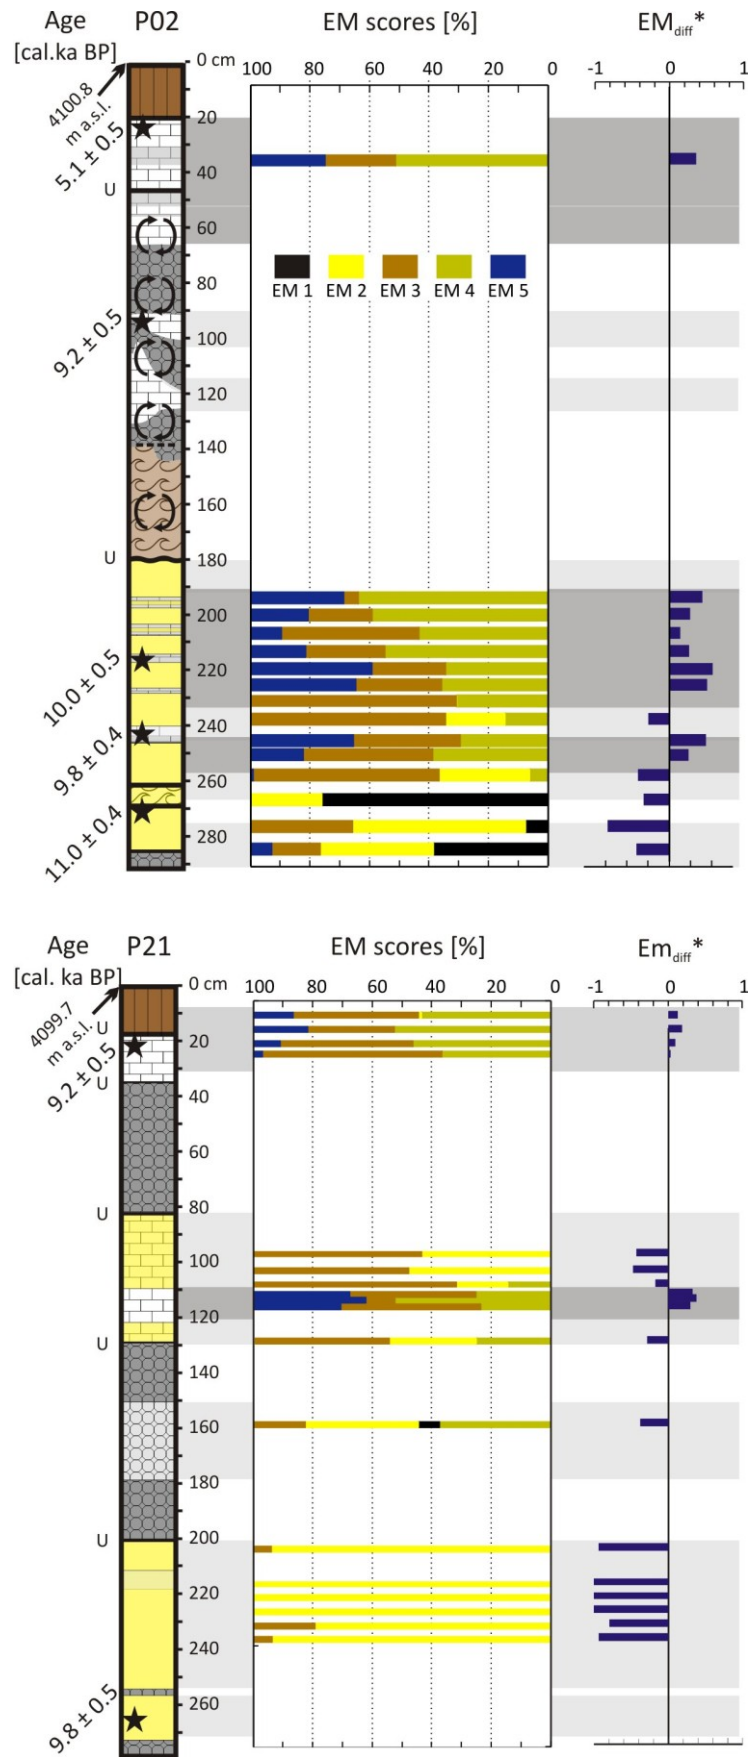 Age P02 EM scores [%] EMdiff*
[cal.ka BP]
0 cm 100 80 60 40 20 0 -1 0 1
4100.8
m a.s.l.
20
5.1 ± 0.5
40
U
60
EM 1 EM 2 EM 3 EM 4 EM 5
80
9.2 ± 0.5
100
120
140
160
U 180
200
10.0 ± 0.5
220
240
9.8 ± 0.4
260
11.0 ± 0.4
280
Age P21 EM scores [%] Emdiff*
[cal. ka BP]
0 cm 100 80 60 40 20 0 -1 0 1
4099.7
m a.s.l.
U
20
9.2 ± 0.5
U
40
60
80
U
100
120
U
140
160
180
U 200
220
240
9.8 ± 0.5
260